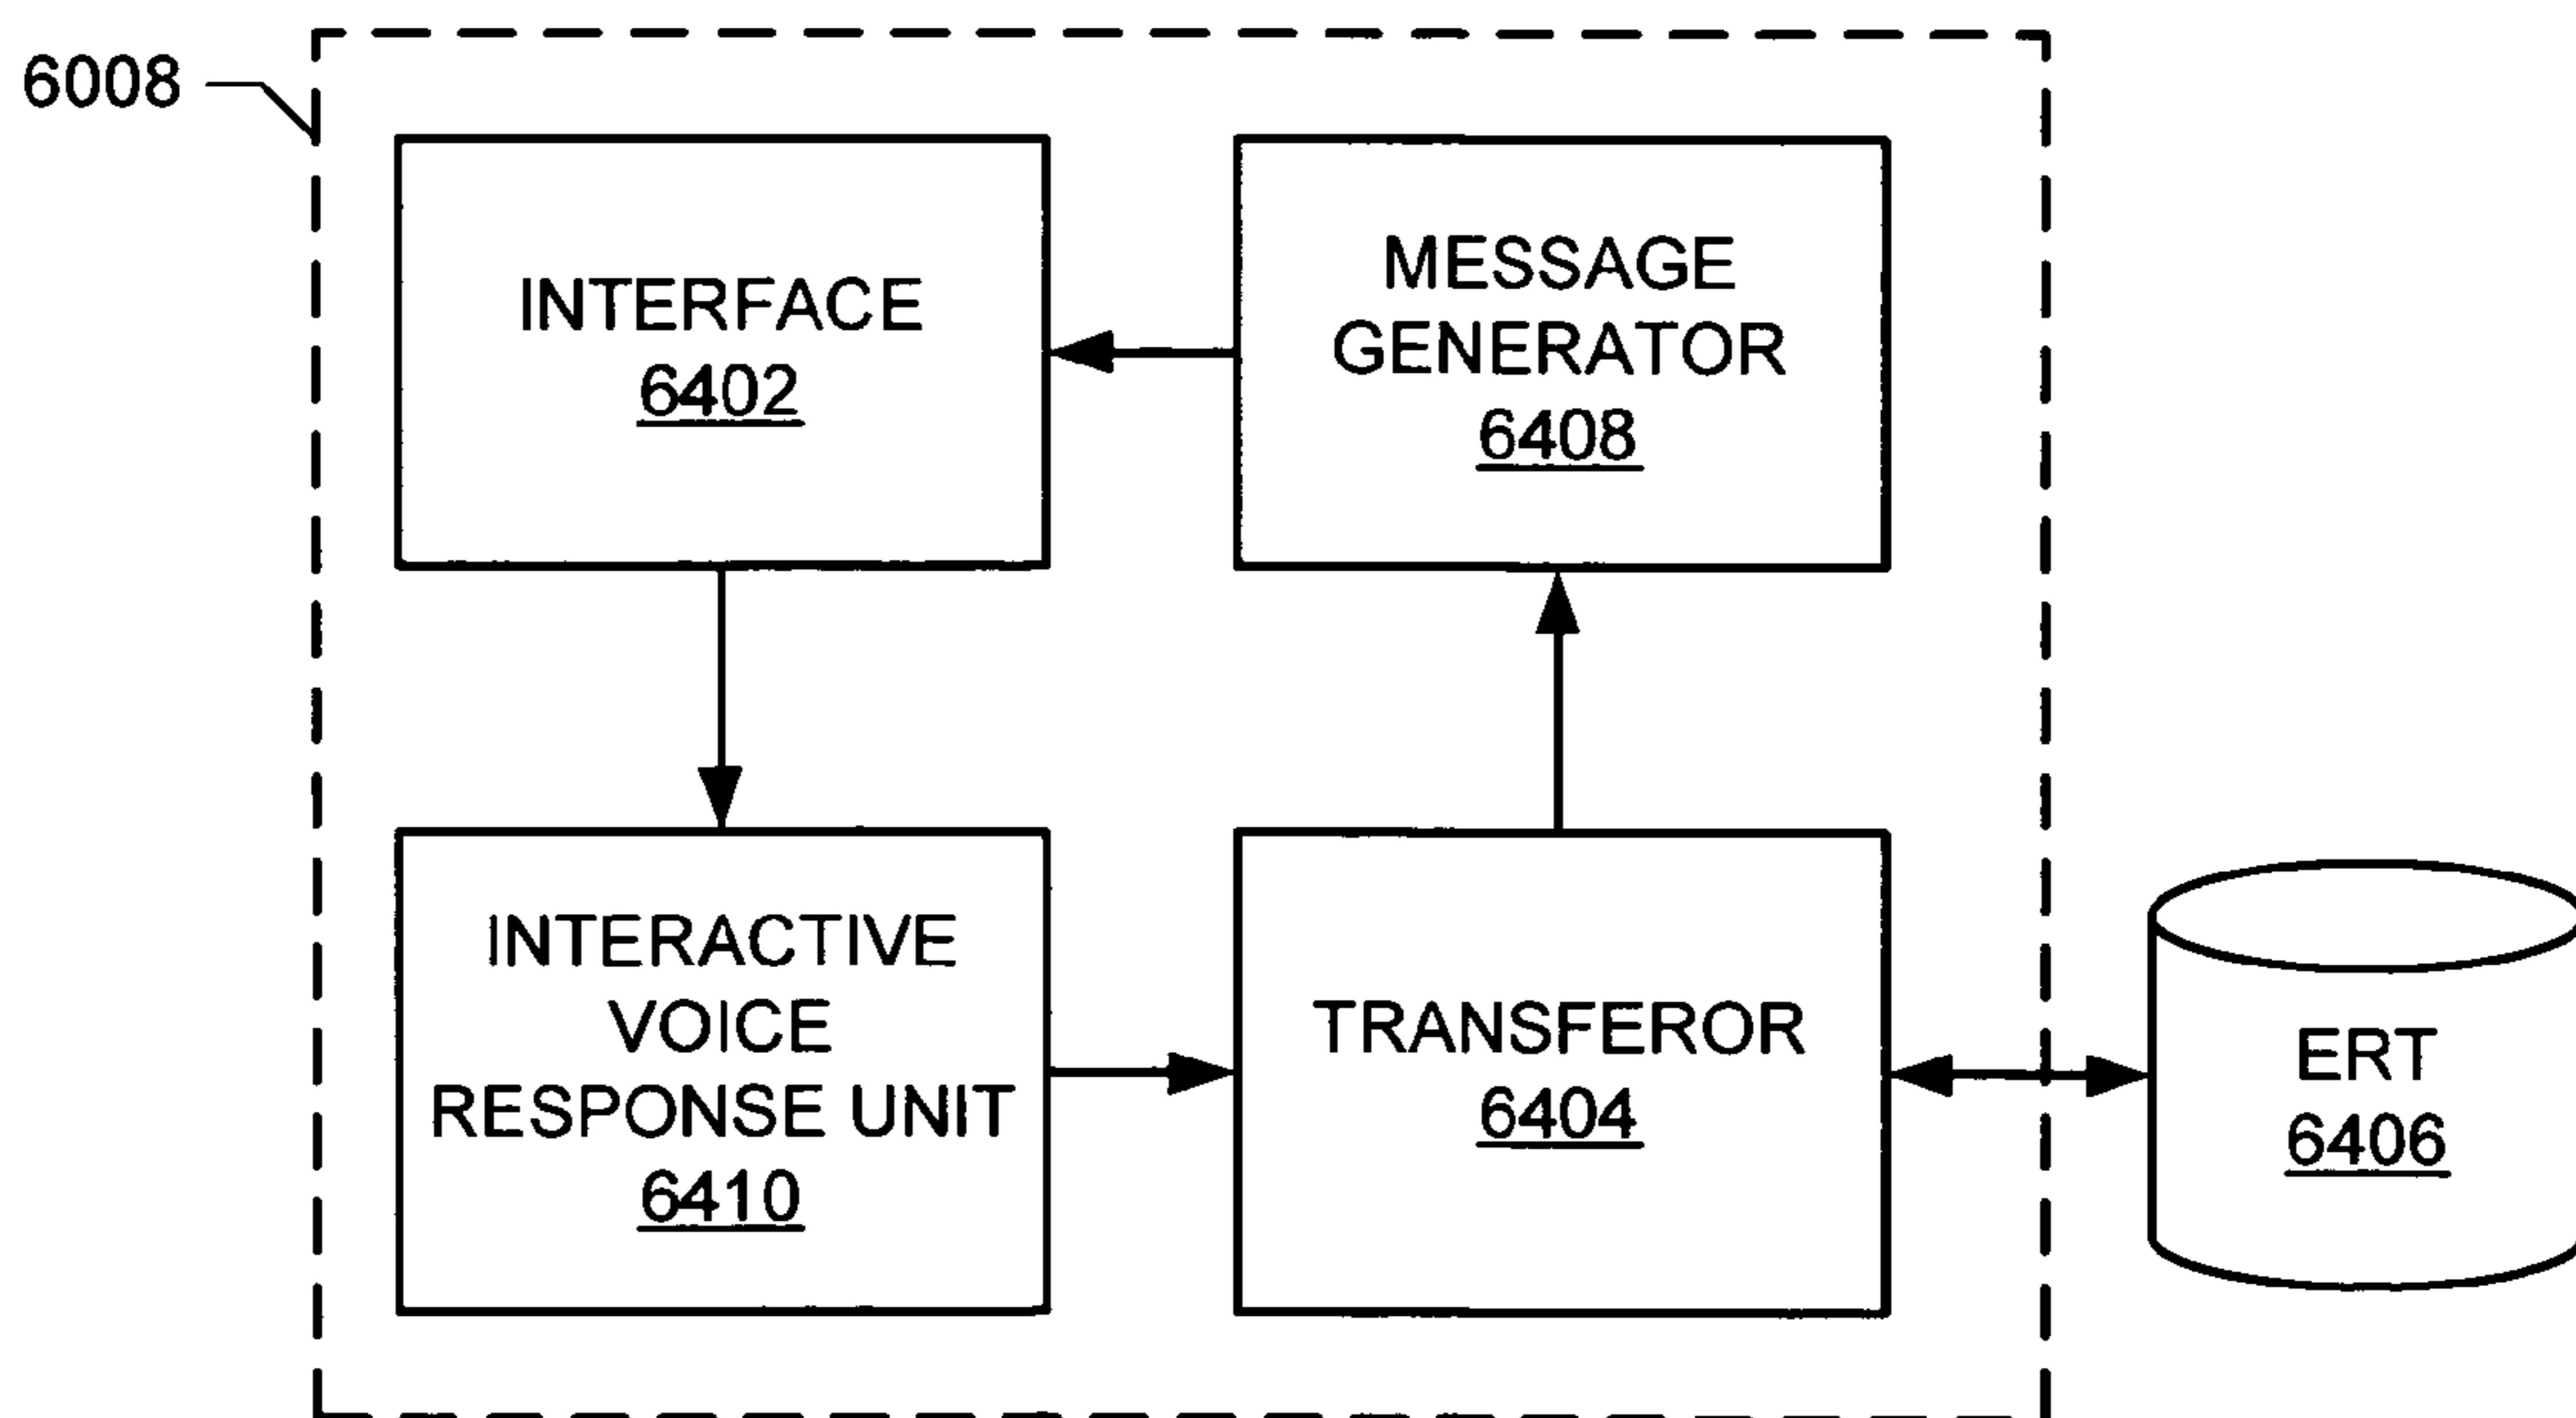 6008
INTERFACE
6402
MESSAGE
GENERATOR
6408
INTERACTIVE
VOICE
RESPONSE UNIT
6410
TRANSFEROR
6404
ERT
6406